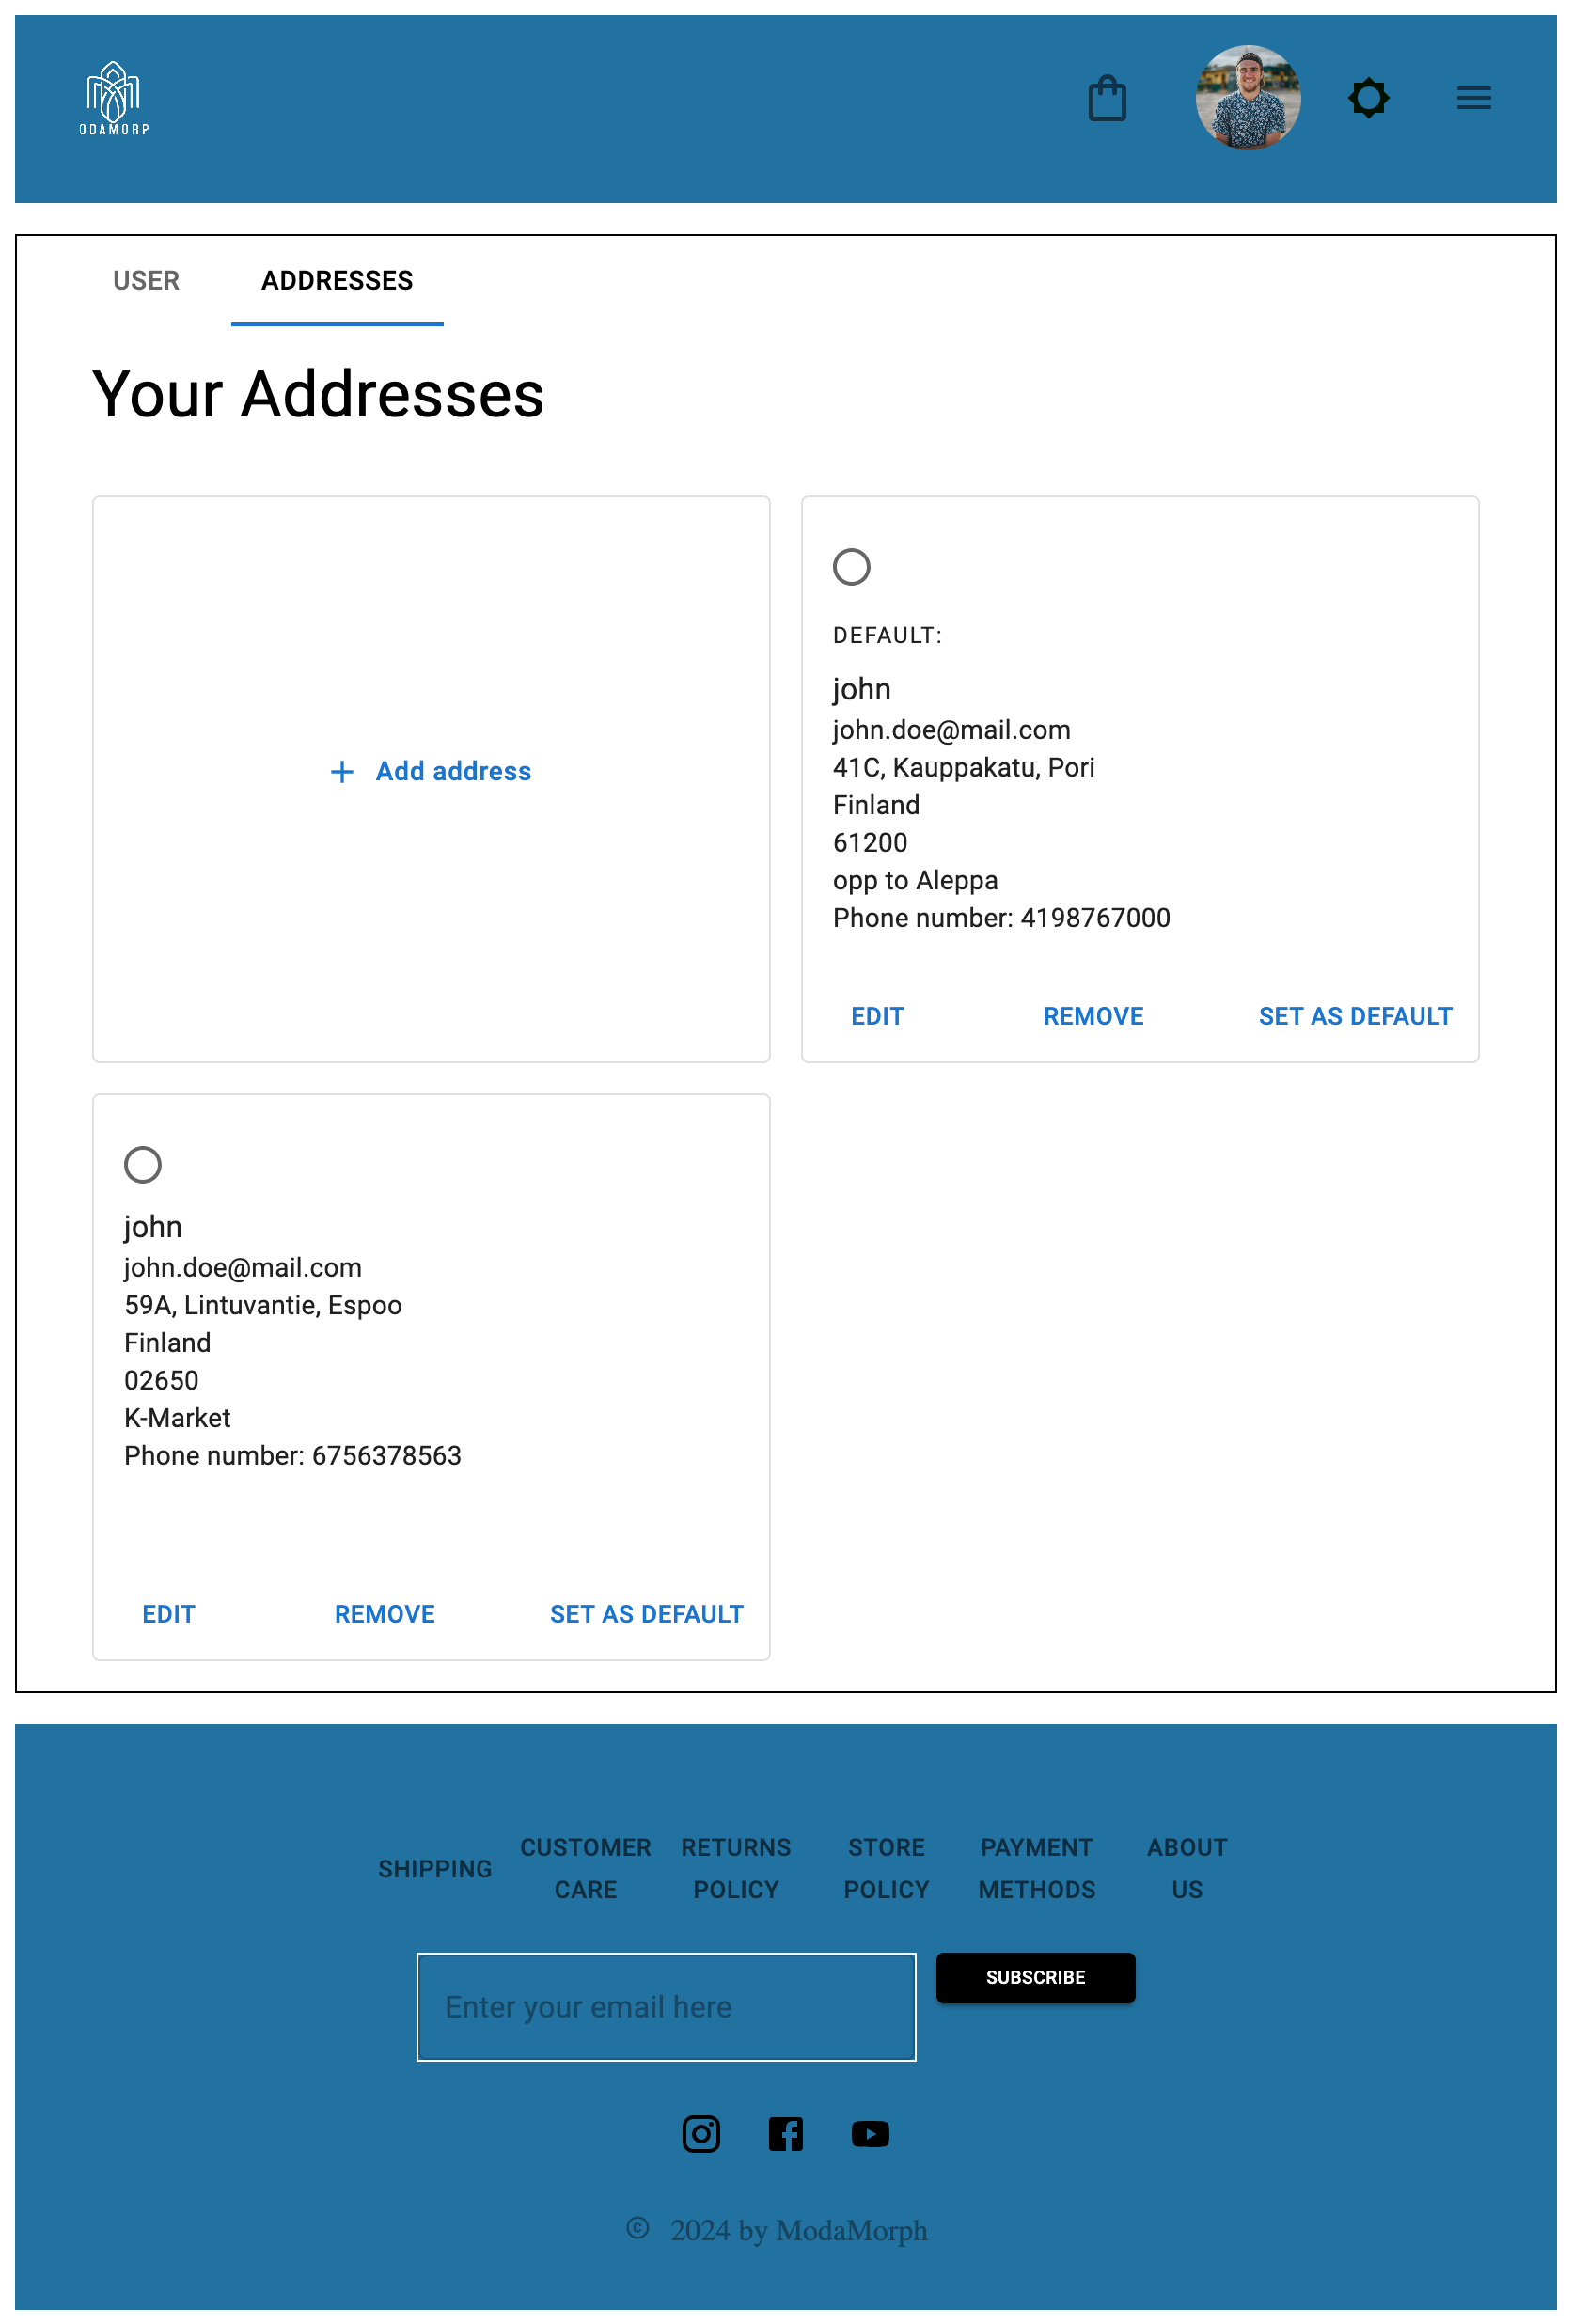 ODAMORP
USER
ADDRESSES
Your Addresses
Add address
DEFAULT:
john
john.doe@mail.com
41C, Kauppakatu, Pori
Finland
61200
opp to Aleppa
Phone number: 4198767000
EDIT
REMOVE
SET AS DEFAULT
john
john.doe@mail.com
59A, Lintuvantie, Espoo
Finland
02650
K-Market
Phone number: 6756378563
EDIT
REMOVE
SET AS DEFAULT
SHIPPING
CUSTOMER
CARE
RETURNS
POLICY
STORE
POLICY
PAYMENT
METHODS
ABOUT
US
Enter your email here
SUBSCRIBE
© 2024 by ModaMorph